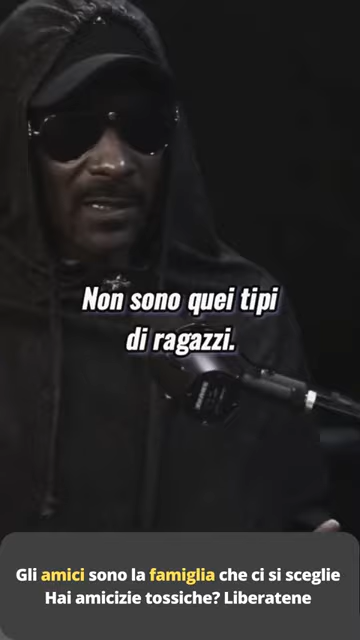 Non sono quei tipi
di ragazzi.
Gli amici sono la famiglia che ci si sceglie
Hai amicizie tossiche? Liberatene